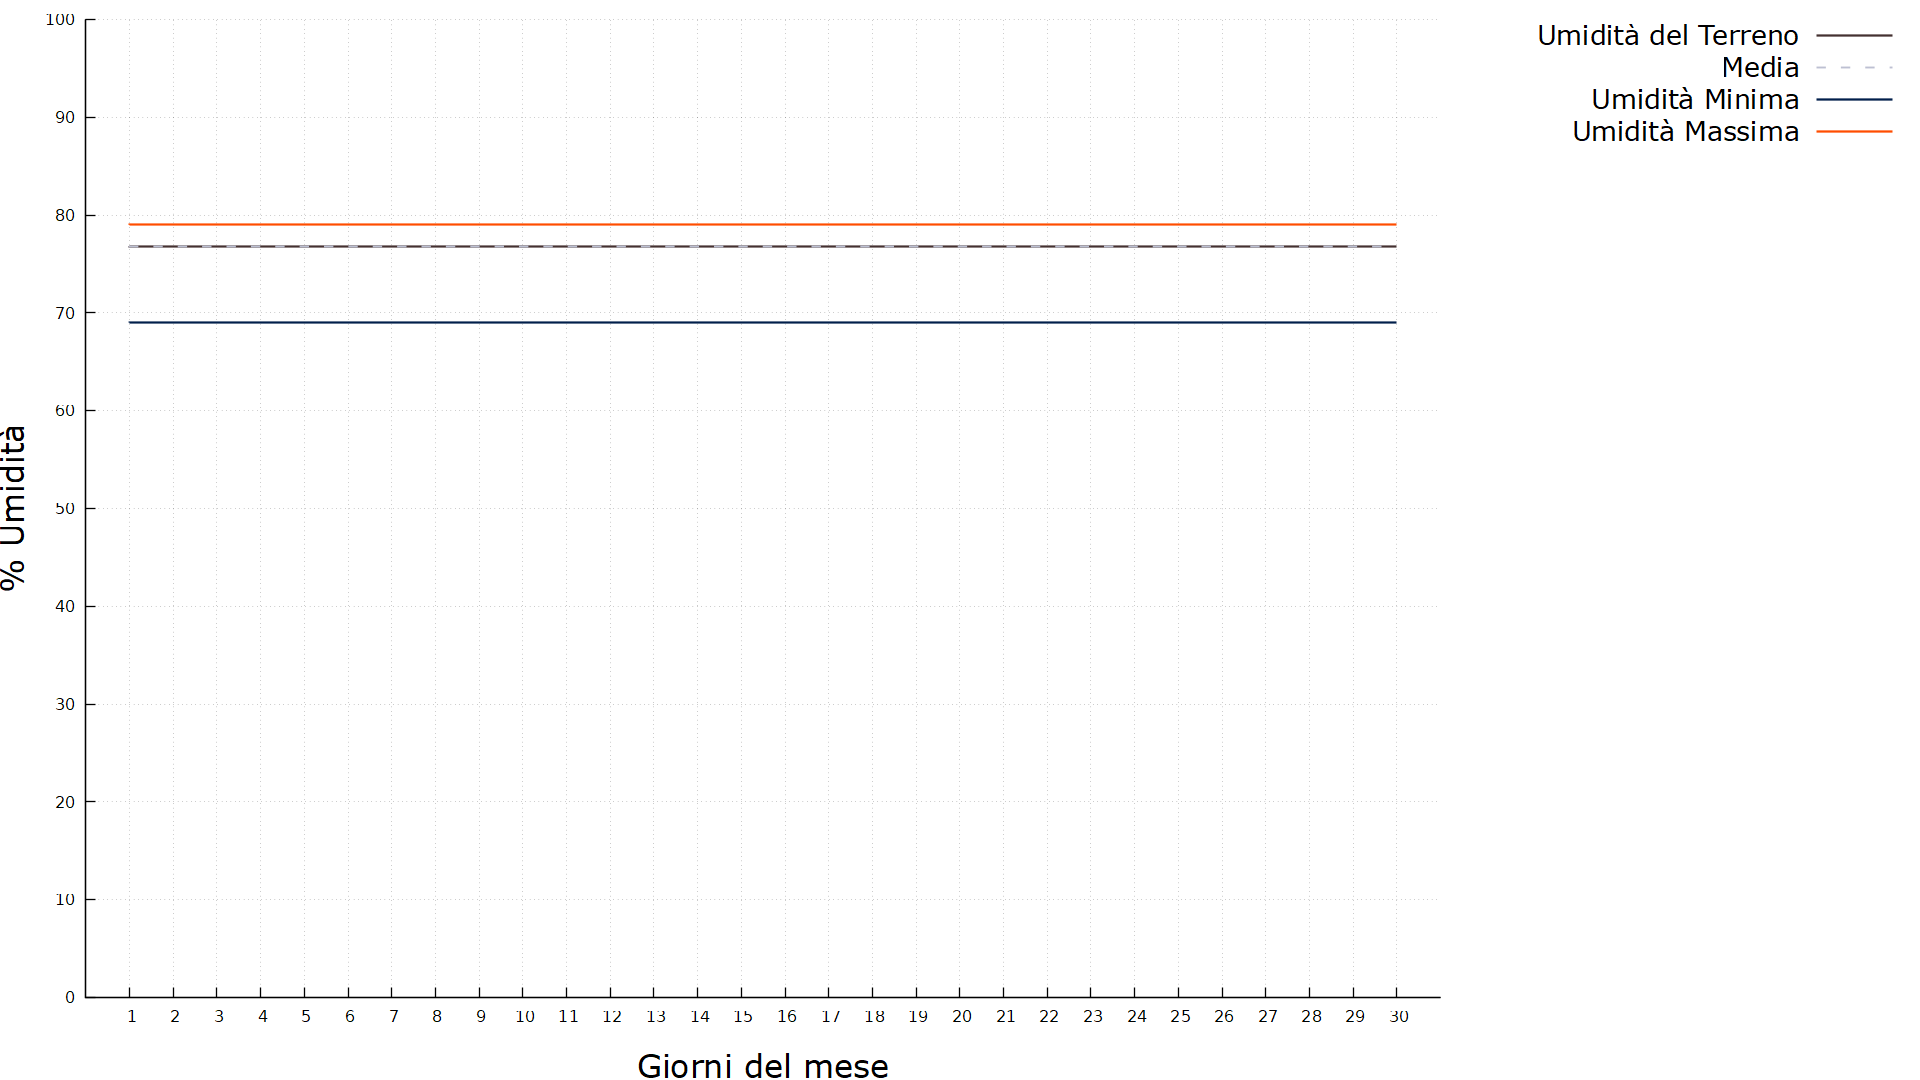 Umidità del Terreno
Media
Umidità Minima
Umidità Massima
% Umidità
100
90
80
70
60
50
40
30
20
10
0
1 2 3 4 5 6 7 8 9 10 11 12 13 14 15 16 17 18 19 20 21 22 23 24 25 26 27 28 29 30
Giorni del mese